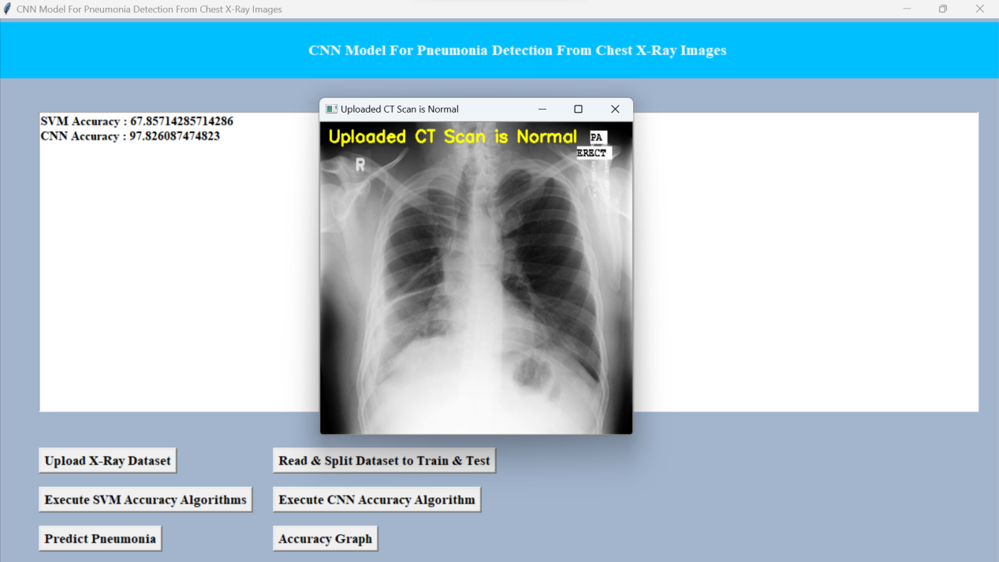 CNN Model For Pneumonia Detection From Chest X-Ray Images
CNN Model For Pneumonia Detection From Chest X-Ray Images
SVM Accuracy : 67.85714285714286
CNN Accuracy : 97.826087474823
Uploaded CT Scan is Normal
Uploaded CT Scan is Normal
PA
ERECT
R
Upload X-Ray Dataset
Read & Split Dataset to Train & Test
Execute SVM Accuracy Algorithms
Execute CNN Accuracy Algorithm
Predict Pneumonia
Accuracy Graph